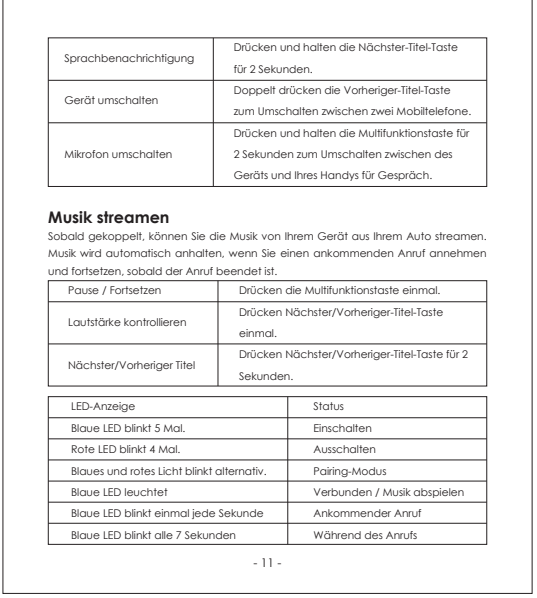 Sprachbenachrichtigung
Drücken und halten die Nächster-Titel-Taste
für 2 Sekunden.
Gerät umschalten
Doppelt drücken die Vorheriger-Titel-Taste
zum Umschalten zwischen zwei Mobiltelefone.
Mikrofon umschalten
Drücken und halten die Multifunktionstaste für
2 Sekunden zum Umschalten zwischen des
Geräts und Ihres Handys für Gespräch.
Musik streamen
Sobald gekoppelt, können Sie die Musik von Ihrem Gerät aus Ihrem Auto streamen.
Musik wird automatisch anhalten, wenn Sie einen ankommenden Anruf annehmen
und fortsetzen, sobald der Anruf beendet ist.
Pause / Fortsetzen
Drücken die Multifunktionstaste einmal.
Lautstärke kontrollieren
Drücken Nächster/Vorheriger-Titel-Taste
einmal.
Nächster/Vorheriger Titel
Drücken Nächster/Vorheriger-Titel-Taste für 2
Sekunden.
LED-Anzeige
Status
Blaue LED blinkt 5 Mal.
Einschalten
Rote LED blinkt 4 Mal.
Ausschalten
Blaues und rotes Licht blinkt alternativ.
Pairing-Modus
Blaue LED leuchtet
Verbunden / Musik abspielen
Blaue LED blinkt einmal jede Sekunde
Ankommender Anruf
Blaue LED blinkt alle 7 Sekunden
Während des Anrufs
- 11 -